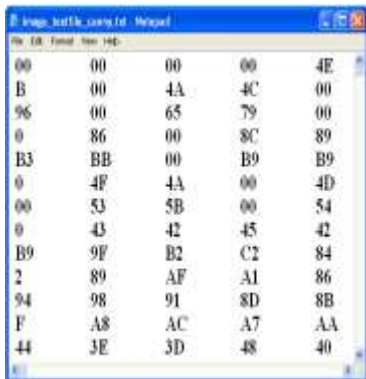 Notepad
File Edit Format View Help
00 00 00 00 4E
B 00 4A 4C 00
96 00 65 79 00
0 86 00 8C 89
B3 BB 00 B9 B9
0 4F 4A 00 4D
00 53 5B 00 54
0 43 42 45 42
B9 9F B2 C2 84
2 89 AF A1 86
94 98 91 8D 8B
F A8 AC A7 AA
44 3E 3D 48 40